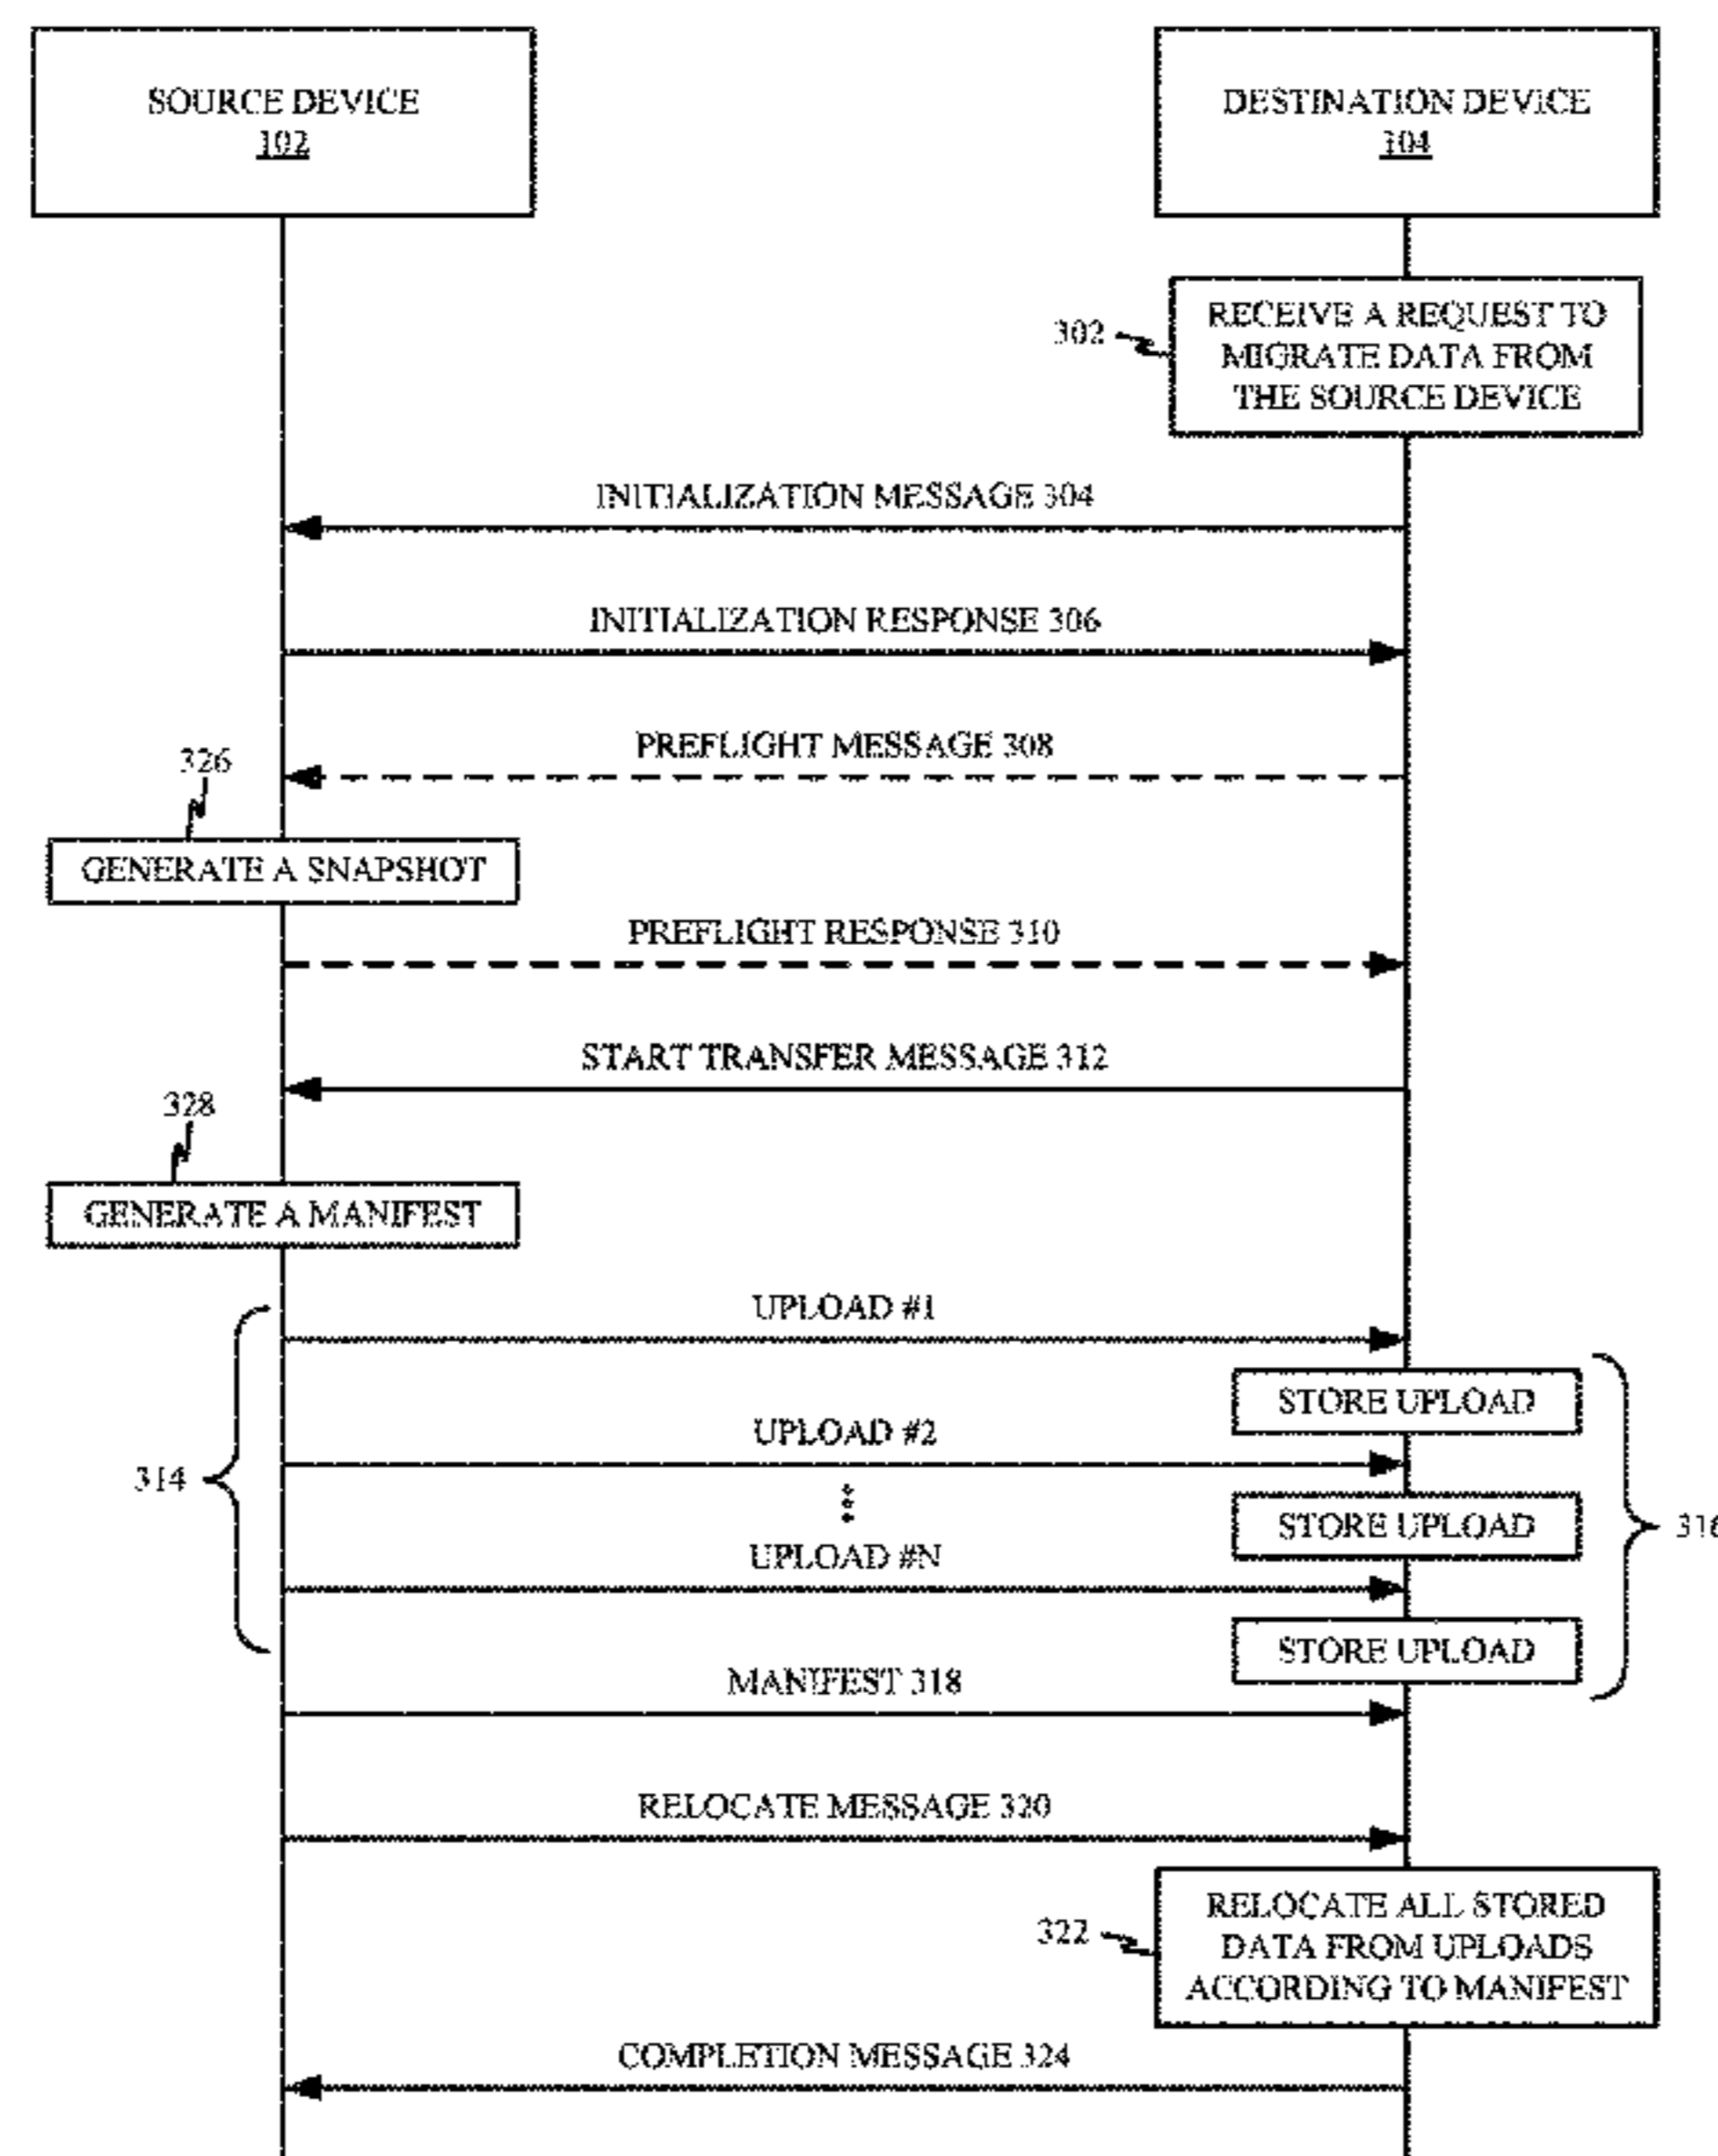 SOURCE DEVICE
102
DESTINATION DEVICE
104
302
RECEIVE A REQUEST TO
MIGRATE DATA FROM
THE SOURCE DEVICE
INITIALIZATION MESSAGE 304
INITIALIZATION RESPONSE 306
PREFLIGHT MESSAGE 308
326
GENERATE A SNAPSHOT
PREFLIGHT RESPONSE 310
START TRANSFER MESSAGE 312
328
GENERATE A MANIFEST
UPLOAD #1
STORE UPLOAD
UPLOAD #2
314
STORE UPLOAD
316
UPLOAD #N
STORE UPLOAD
MANIFEST 318
RELOCATE MESSAGE 320
322
RELOCATE ALL STORED
DATA FROM UPLOADS
ACCORDING TO MANIFEST
COMPLETION MESSAGE 324